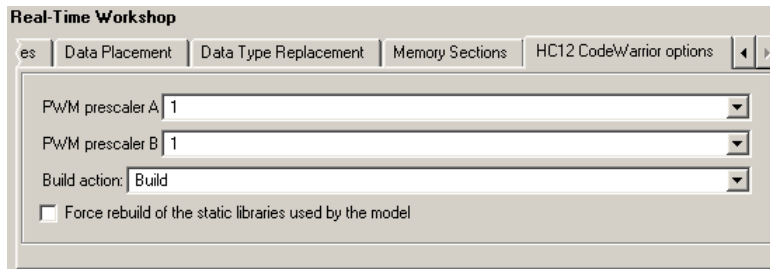 Real-Time Workshop
es Data Placement Data Type Replacement Memory Sections HC12 CodeWarrior options
PWM prescaler A 1
PWM prescaler B 1
Build action: Build
Force rebuild of the static libraries used by the model